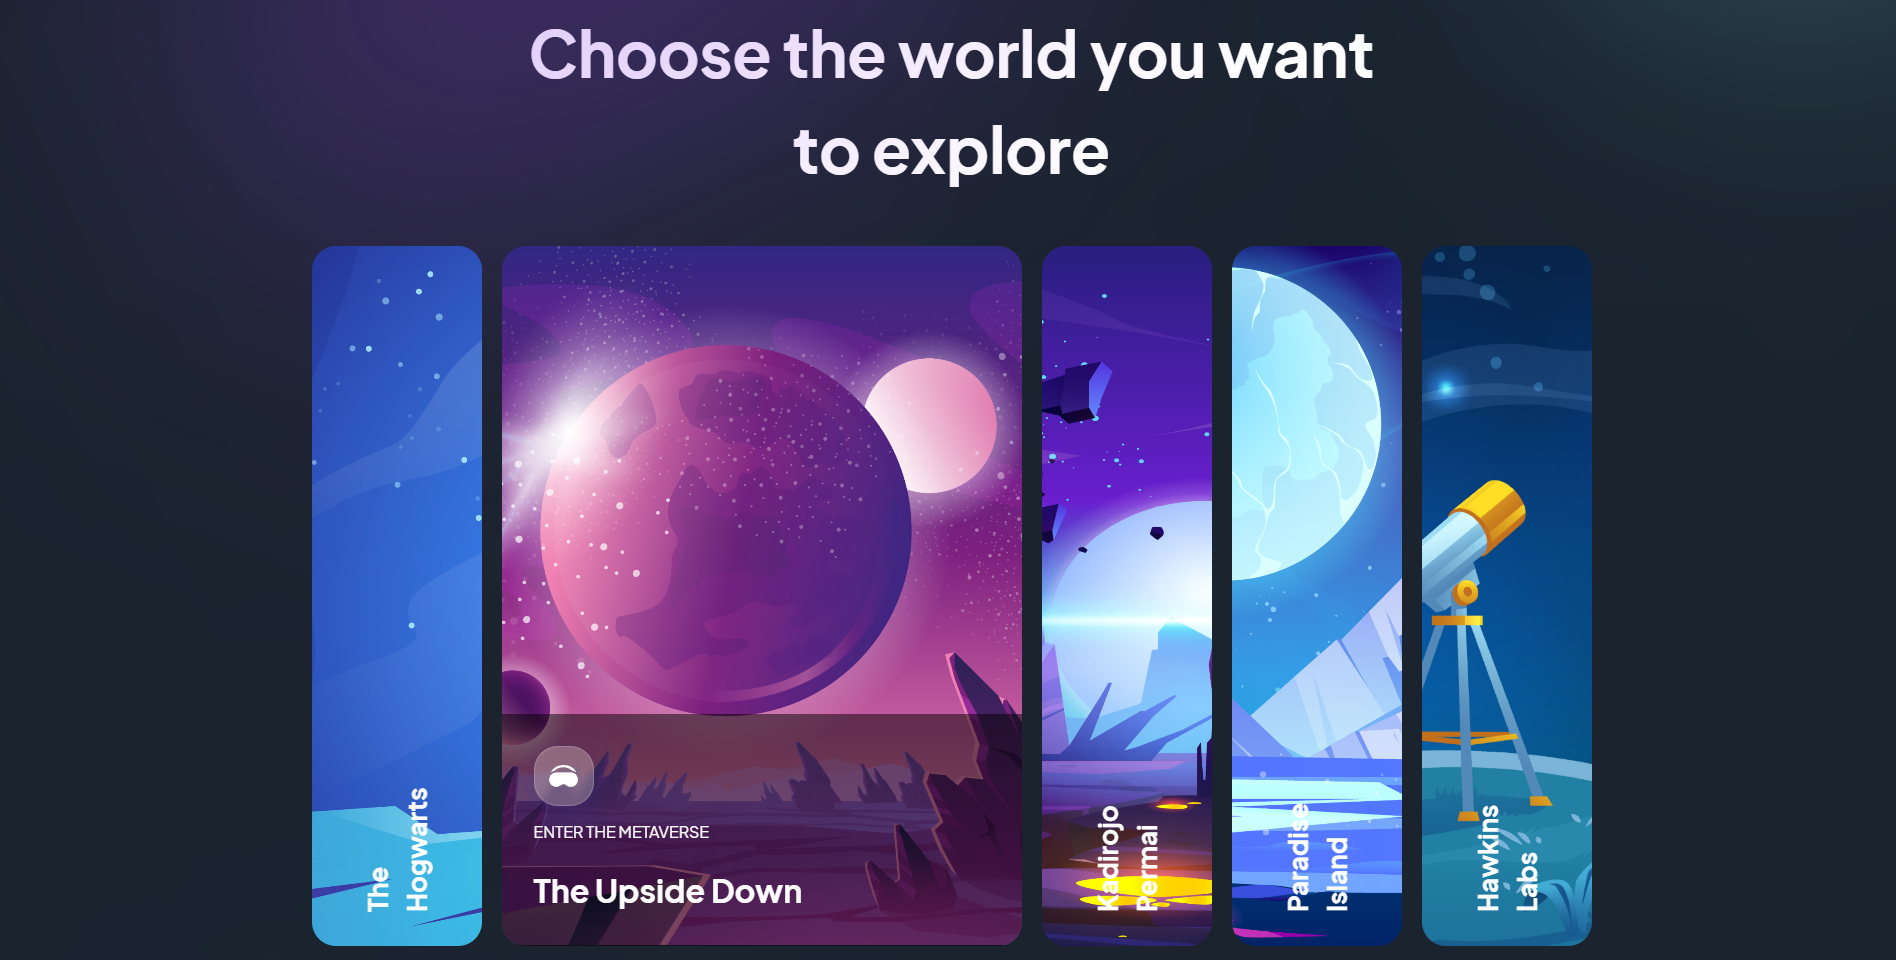 Choose the world you want
to explore
The
Hogwarts
ENTER THE METAVERSE
The Upside Down
Kadirojo
Permai
Paradise
Island
Hawkins
Labs